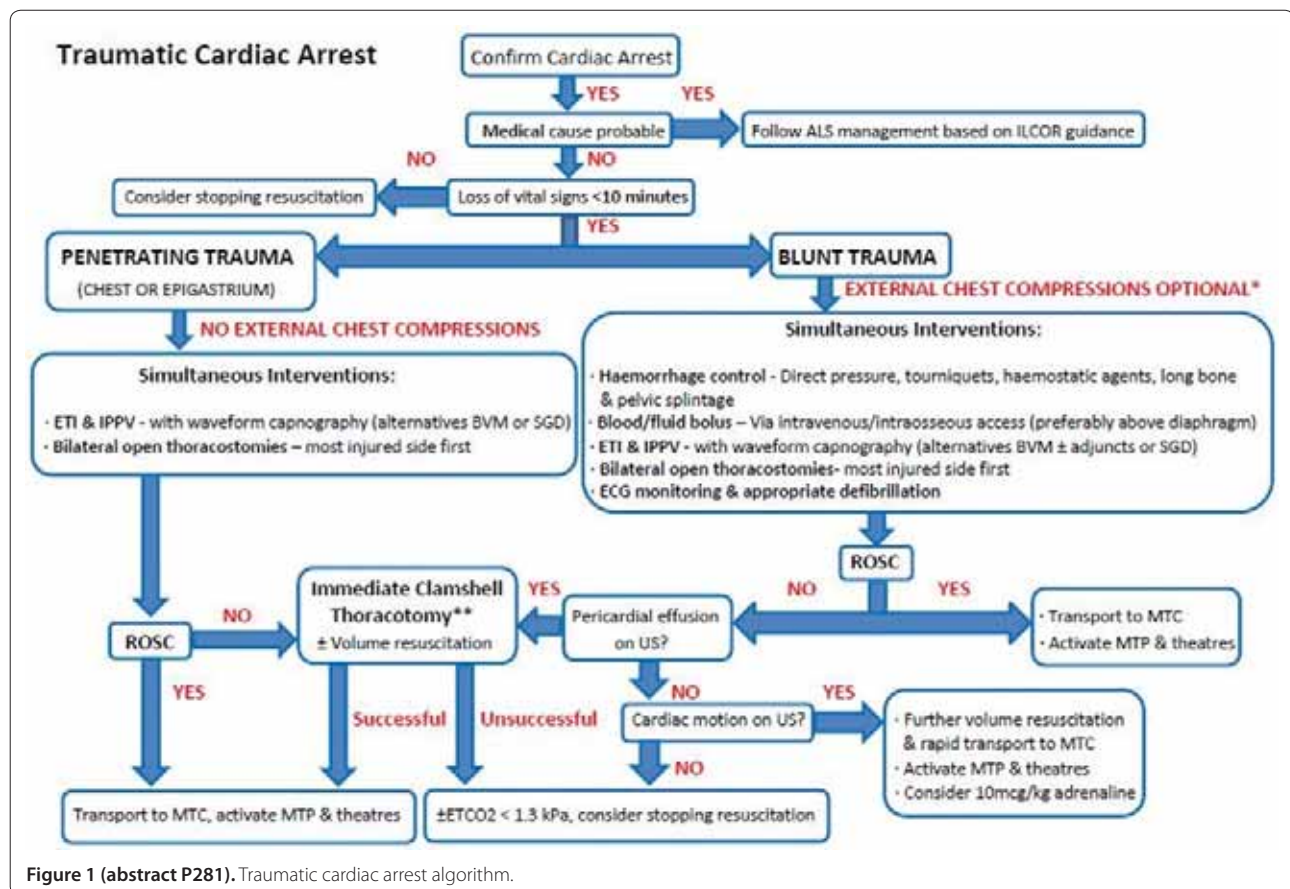 Traumatic Cardiac Arrest
Confirm Cardiac Arrest
YES
YES
Medical cause probable
Follow ALS management based on ILCOR guidance
NO
NO
Consider stopping resuscitation
Loss of vital signs <10 minutes
YES
PENETRATING TRAUMA
(CHEST OR EPIGASTRIUM)
BLUNT TRAUMA
NO EXTERNAL CHEST COMPRESSIONS
EXTERNAL CHEST COMPRESSIONS OPTIONAL*
Simultaneous Interventions:
· ETI & IPPV - with waveform capnography (alternatives BVM or SGD)
· Bilateral open thoracostomies – most injured side first
Simultaneous Interventions:
· Haemorrhage control - Direct pressure, tourniquets, haemostatic agents, long bone
& pelvic splintage
· Blood/fluid bolus – Via intravenous/intraosseous access (preferably above diaphragm)
· ETI & IPPV - with waveform capnography (alternatives BVM ± adjuncts or SGD)
· Bilateral open thoracostomies- most injured side first
· ECG monitoring & appropriate defibrillation
ROSC
NO
YES
· Transport to MTC
· Activate MTP & theatres
Pericardial effusion
on US?
YES
Immediate Clamshell
Thoracotomy**
± Volume resuscitation
NO
ROSC
YES
Successful
Unsuccessful
NO
Cardiac motion on US?
YES
· Further volume resuscitation
& rapid transport to MTC
· Activate MTP & theatres
· Consider 10mcg/kg adrenaline
NO
Transport to MTC, activate MTP & theatres
±ETCO2 < 1.3 kPa, consider stopping resuscitation
Figure 1 (abstract P281). Traumatic cardiac arrest algorithm.